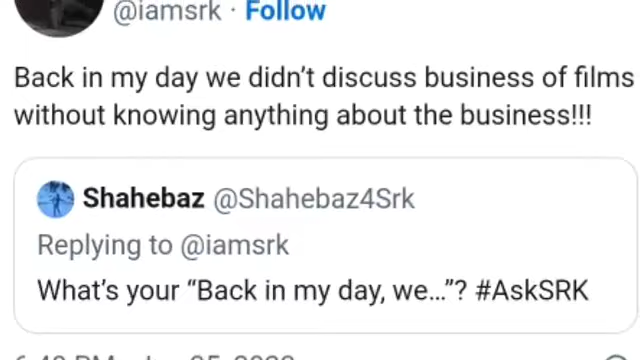 @iamsrk · Follow
Back in my day we didn't discuss business of films
without knowing anything about the business!!!
Shahebaz @Shahebaz4Srk
Replying to @iamsrk
What's your “Back in my day, we...”? #AskSRK